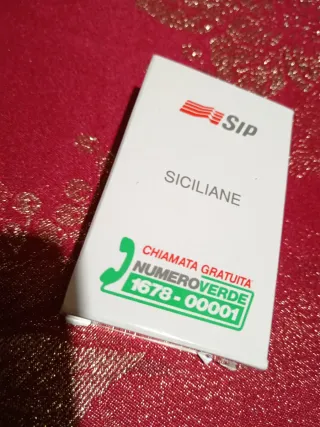 SIP
SICILIANE
CHIAMATA GRATUITA
NUMEROVERDE
1678-00001